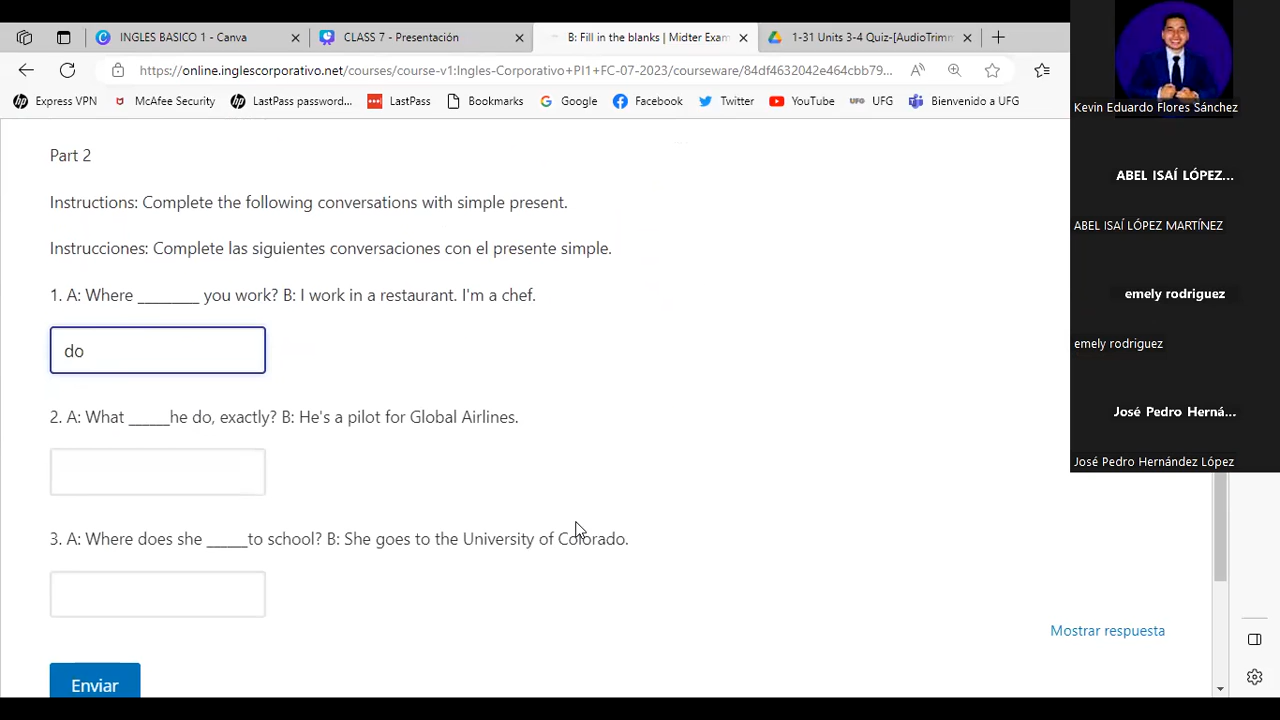 INGLES BASICO 1 - Canva
CLASS 7 - Presentación
B: Fill in the blanks | Midter Exam
1-31 Units 3-4 Quiz-[AudioTrimm
https://online.inglescorporativo.net/courses/course-v1:Ingles-Corporativo+PI1+FC-07-2023/courseware/84df4632042e464cbb79...
Express VPN
McAfee Security
LastPass password...
LastPass
Bookmarks
Google
Facebook
Twitter
YouTube
UFG
Bienvenido a UFG
Kevin Eduardo Flores Sánchez
ABEL ISAÍ LÓPEZ...
ABEL ISAÍ LÓPEZ MARTÍNEZ
emely rodriguez
emely rodriguez
José Pedro Herná...
José Pedro Hernández López
Part 2
Instructions: Complete the following conversations with simple present.
Instrucciones: Complete las siguientes conversaciones con el presente simple.
1. A: Where ________ you work? B: I work in a restaurant. I'm a chef.
do
2. A: What _____he do, exactly? B: He's a pilot for Global Airlines.
3. A: Where does she _____to school? B: She goes to the University of Colorado.
Mostrar respuesta
Enviar